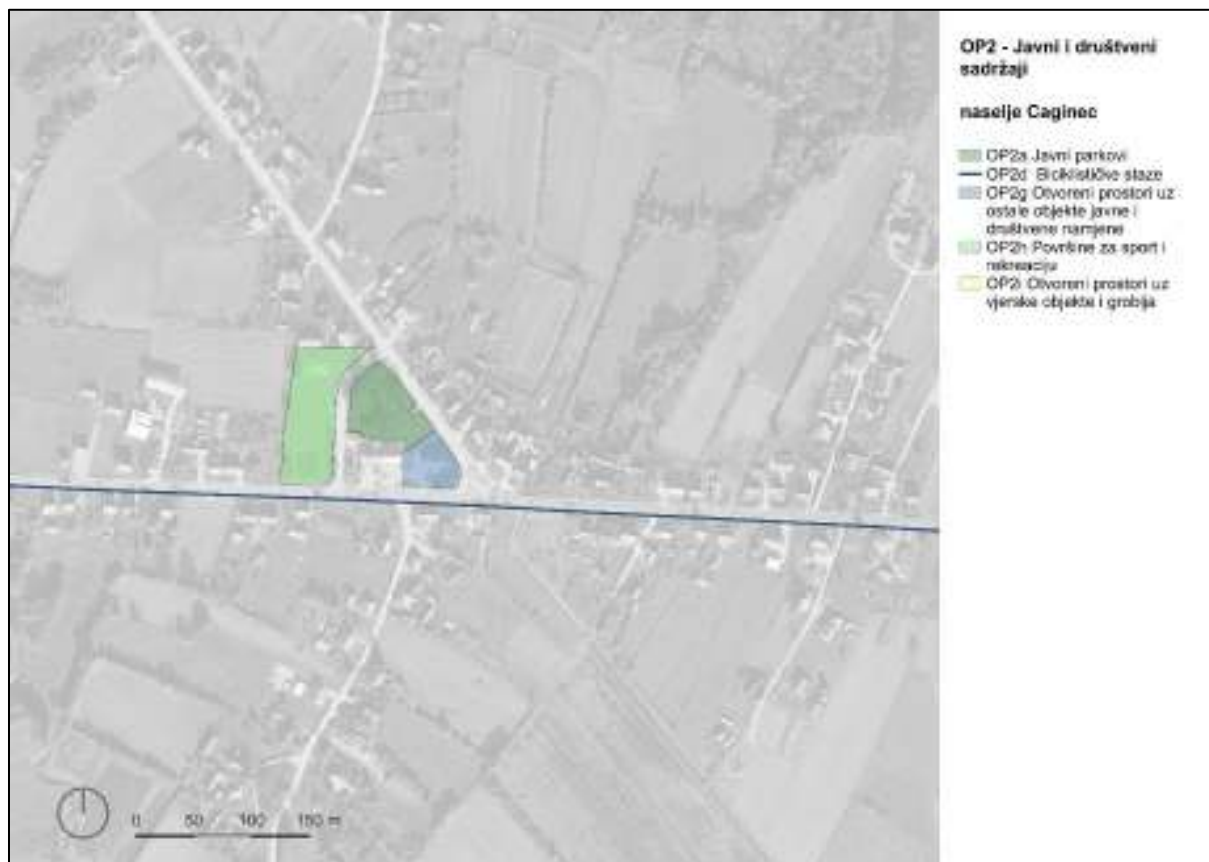 OP2 - Javni i društveni
sadržaji
naselje Caginec
OP2a Javni parkovi
OP2d Biciklističke staze
OP2g Otvoreni prostori uz
ostale objekte javne i
društvene namjene
OP2h Površine za sport i
rekreaciju
OP2i Otvoreni prostori uz
vjerske objekte i groblja
0 50 100 150 m